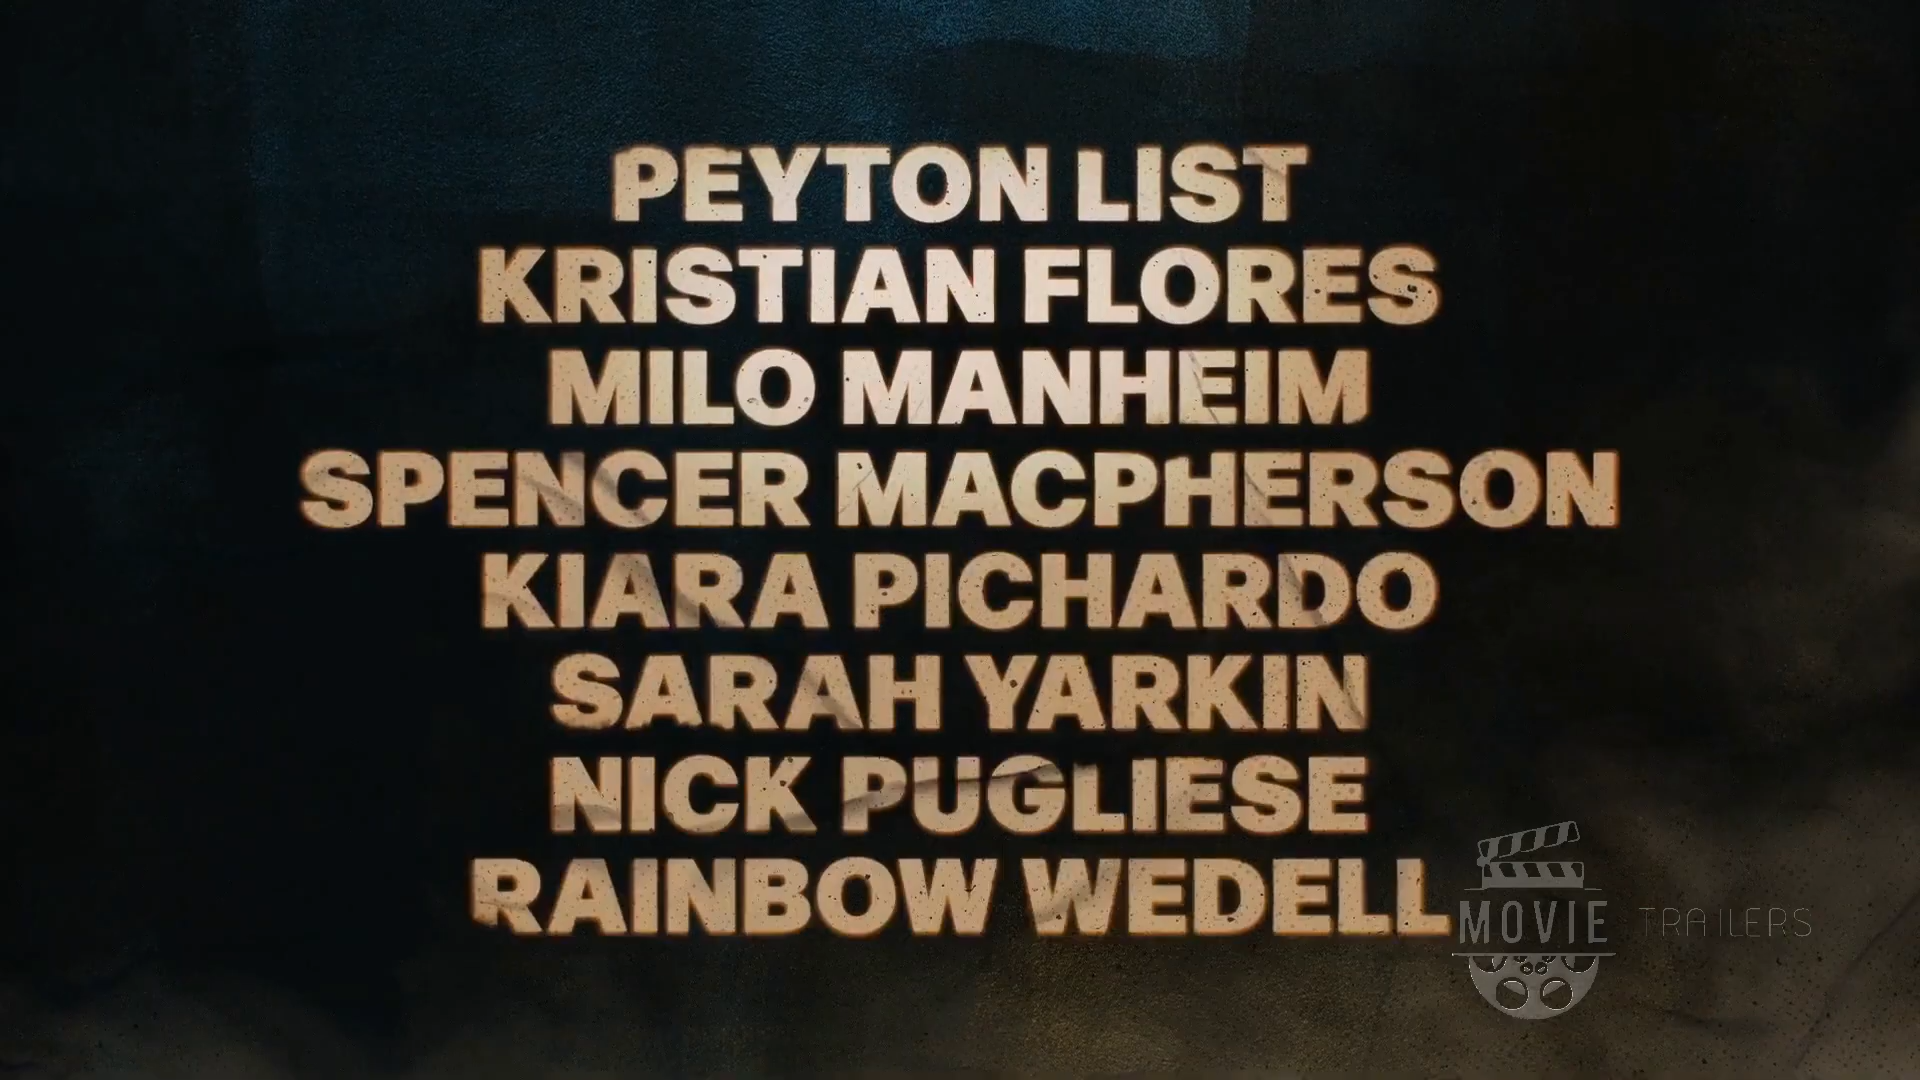 PEYTON LIST
KRISTIAN FLORES
MILO MANHEIM
SPENCER MACPHERSON
KIARA PICHARDO
SARAH YARKIN
NICK PUGLIESE
RAINBOW WEDELL
MOVIE TRAILERS